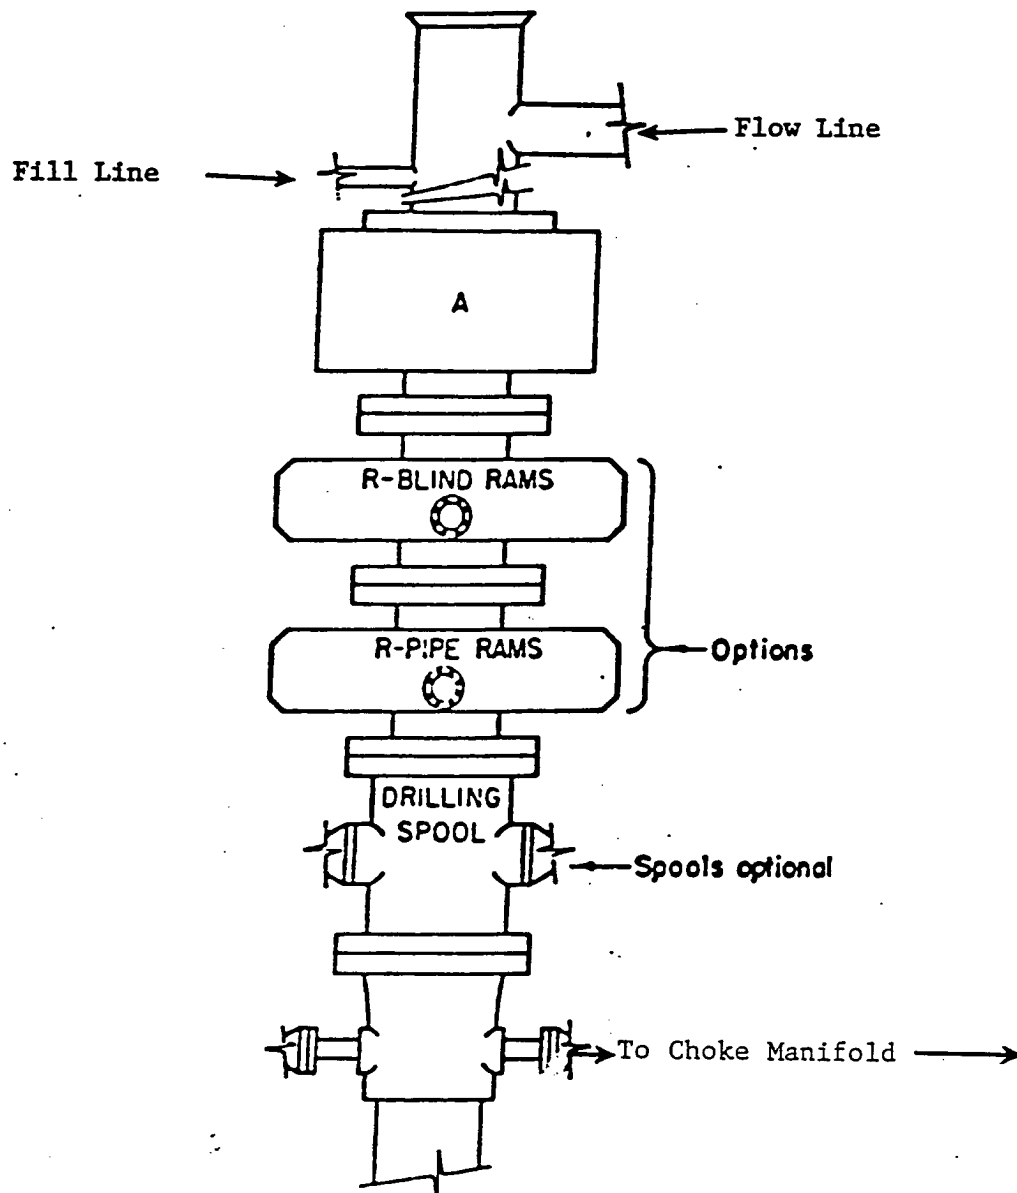 Flow Line
Fill Line
A
R-BLIND RAMS
R-PIPE RAMS
Options
DRILLING
SPOOL
Spools optional
To Choke Manifold